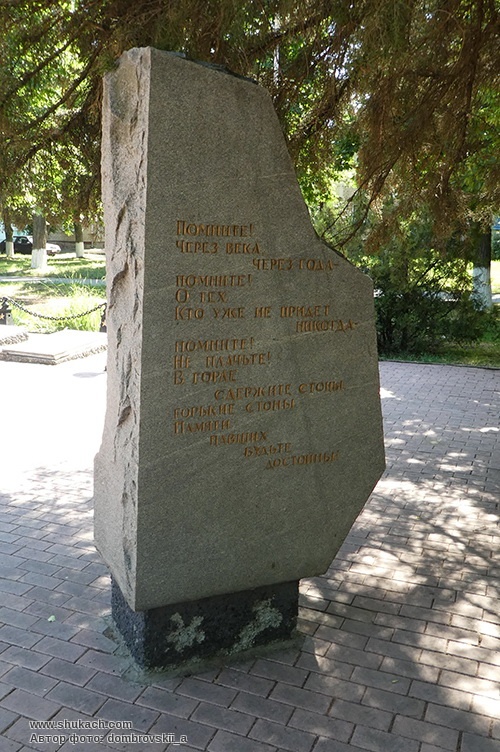 Помните!
Через века,
через года–
помните!
О тех,
кто уже не придет
никогда–
помните!
Не плачьте!
В горле
сдержите стоны,
горькие стоны.
Памяти
павших
будьте
достойны!
www.shukach.com
Автор фото: dombrovskii_a